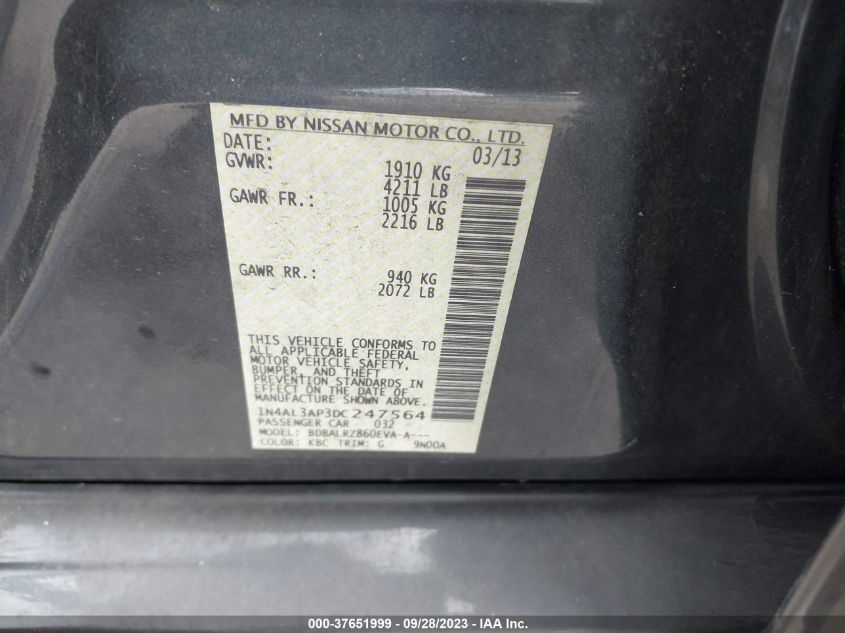 MFD BY NISSAN MOTOR CO., LTD.
DATE: 03/13
GVWR: 1910 KG
4211 LB
GAWR FR.: 1005 KG
2216 LB
GAWR RR.: 940 KG
2072 LB
THIS VEHICLE CONFORMS TO
ALL APPLICABLE FEDERAL
MOTOR VEHICLE SAFETY,
BUMPER, AND THEFT
PREVENTION STANDARDS IN
EFFECT ON THE DATE OF
MANUFACTURE SHOWN ABOVE.
1N4AL3AP3DC247564
PASSENGER CAR 032
MODEL: BDBALRZ860EVA-A---
COLOR: KBC TRIM: G 9N00A
000-37651999 - 09/28/2023 - IAA Inc.